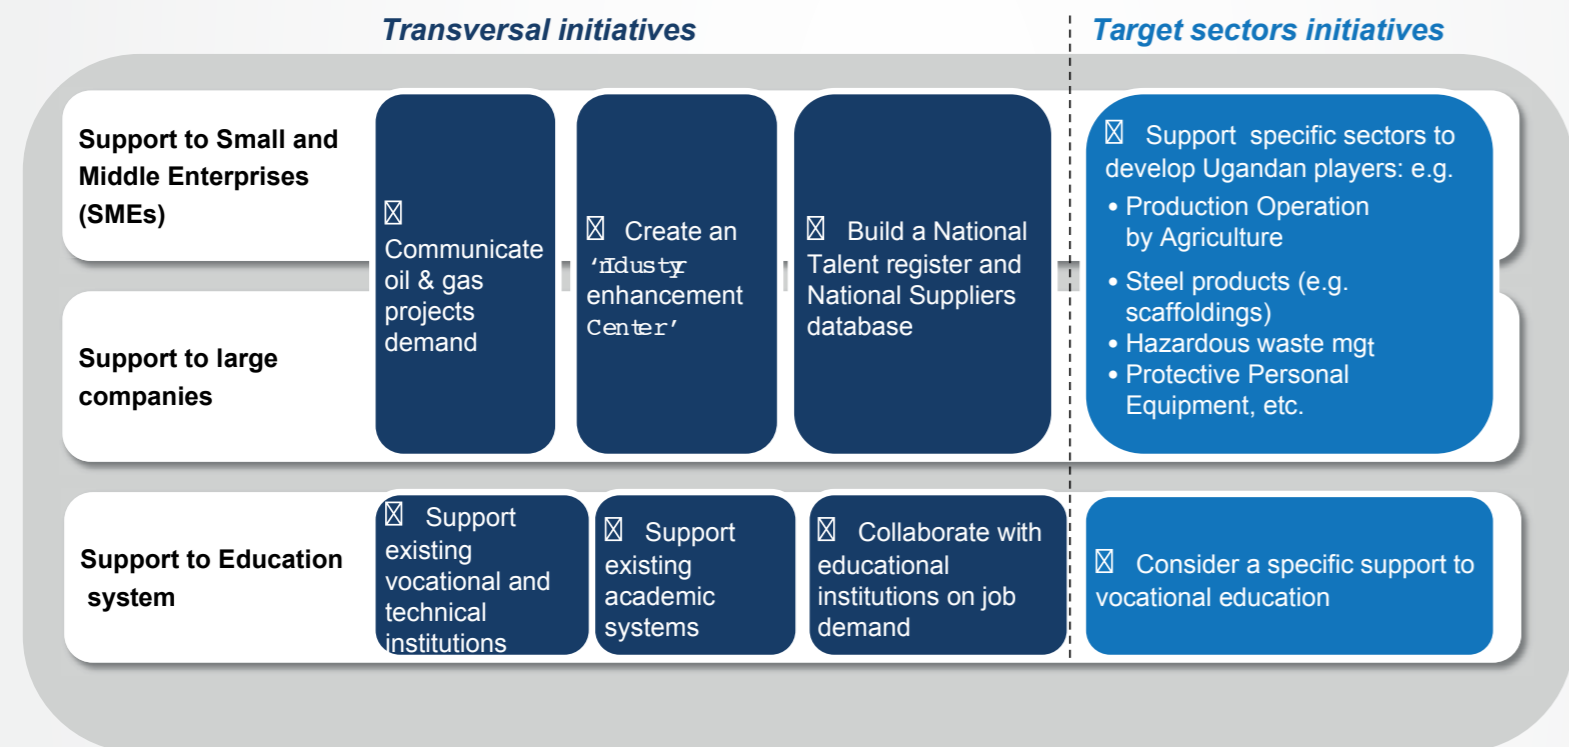 Transversal initiatives
Target sectors initiatives
Support to Small and
Middle Enterprises
(SMEs)
Support to large
companies
Communicate
oil & gas
projects
demand
Create an
enhancement
Center’
Build a National
Talent register and
National Suppliers
database
Support specific sectors to
develop Ugandan players: e.g.
• Production Operation
by Agriculture
• Steel products (e.g.
scaffoldings)
• Hazardous waste mgt
• Protective Personal
Equipment, etc.
Support to Education
system
Support
existing
vocational and
technical
institutions
Support
existing
academic
systems
Collaborate with
educational
institutions on job
demand
Consider a specific support to
vocational education